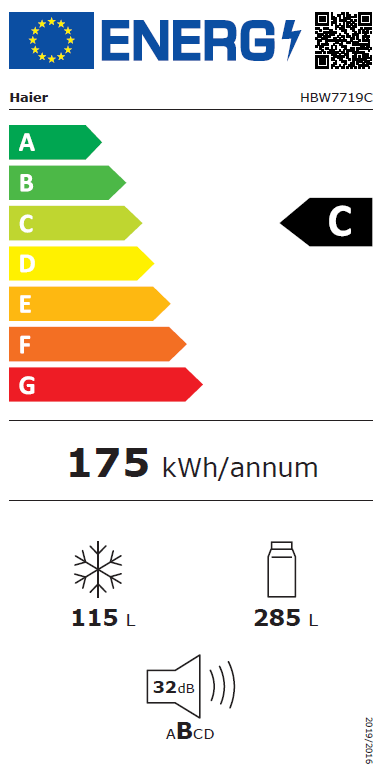 ENERG
Haier HBW7719C
A
B
C
C
D
E
F
G
175 kWh/annum
115 L 285 L
32dB
ABCD
2019/2016